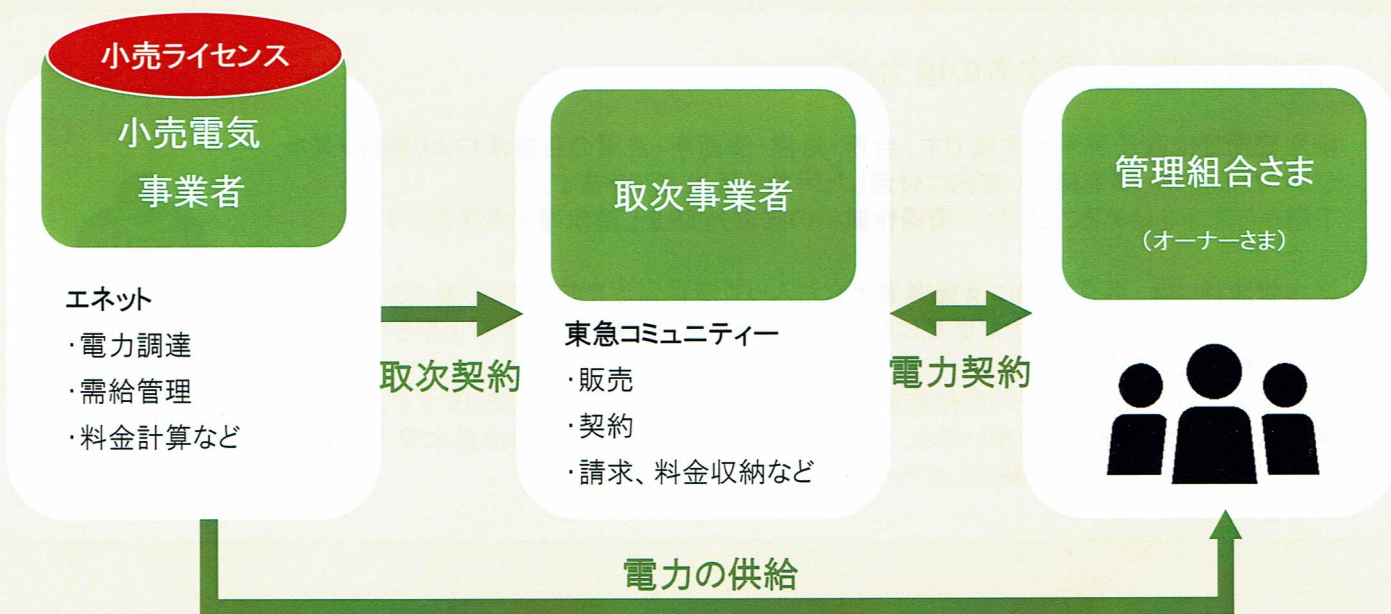 小売ライセンス
小売電気
事業者
エネット
・電力調達
・需給管理
・料金計算など
取次契約
取次事業者
東急コミュニティー
・販売
・契約
・請求、料金収納など
電力契約
管理組合さま
（オーナーさま）
電力の供給